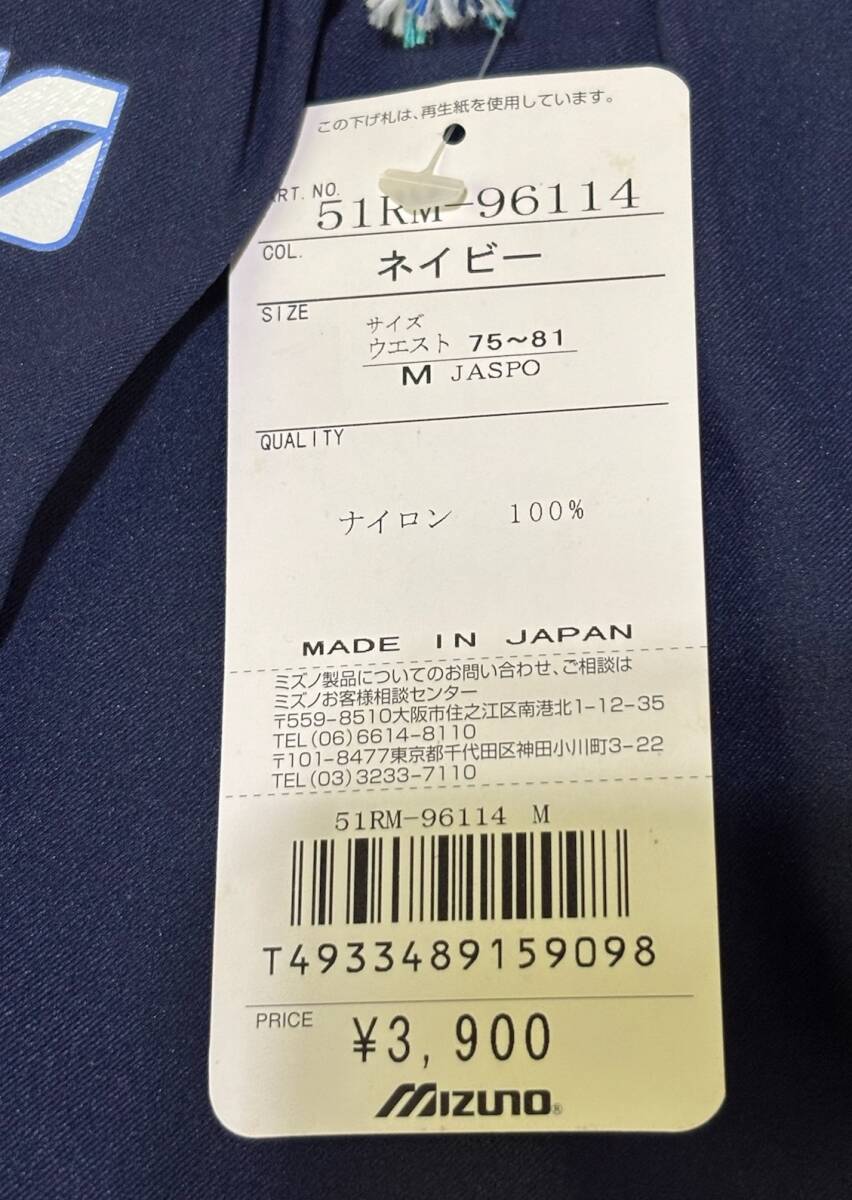 この下げ札は、再生紙を使用しています。
ART. NO.
51RM-96114
COL.
ネイビー
SIZE
サイズ
ウエスト 75〜81
M JASPO
QUALITY
ナイロン 100%
MADE IN JAPAN
ミズノ製品についてのお問い合わせ、ご相談は
ミズノお客様相談センター
〒559-8510大阪市住之江区南港北1-12-35
TEL(06)6614-8110
〒101-8477東京都千代田区神田小川町3-22
TEL(03)3233-7110
51RM-96114 M
T4933489159098
PRICE ¥3,900
MIZUNO®